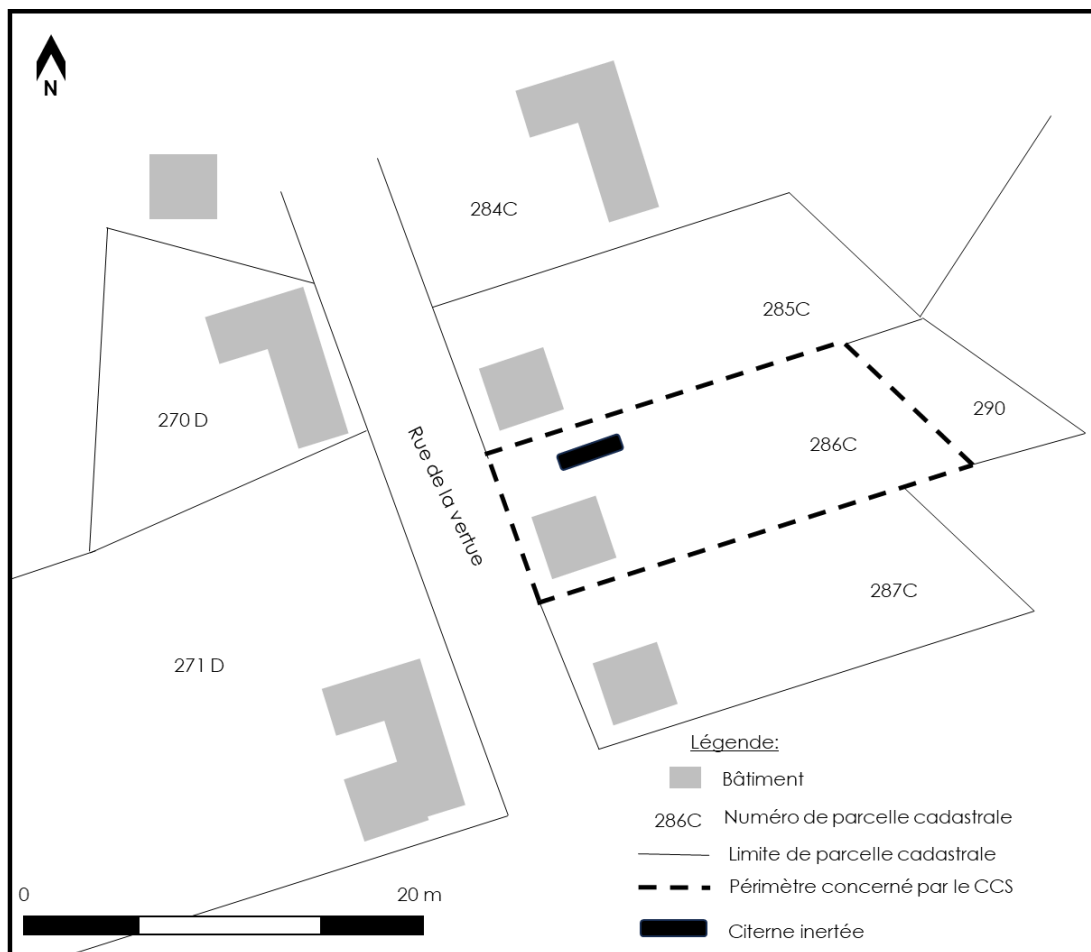 N
284C
285C
270 D
290
286C
Rue de la vertue
287C
271 D
Légende:
Bâtiment
286C Numéro de parcelle cadastrale
Limite de parcelle cadastrale
Périmètre concerné par le CCS
Citerne inertée
0 20 m